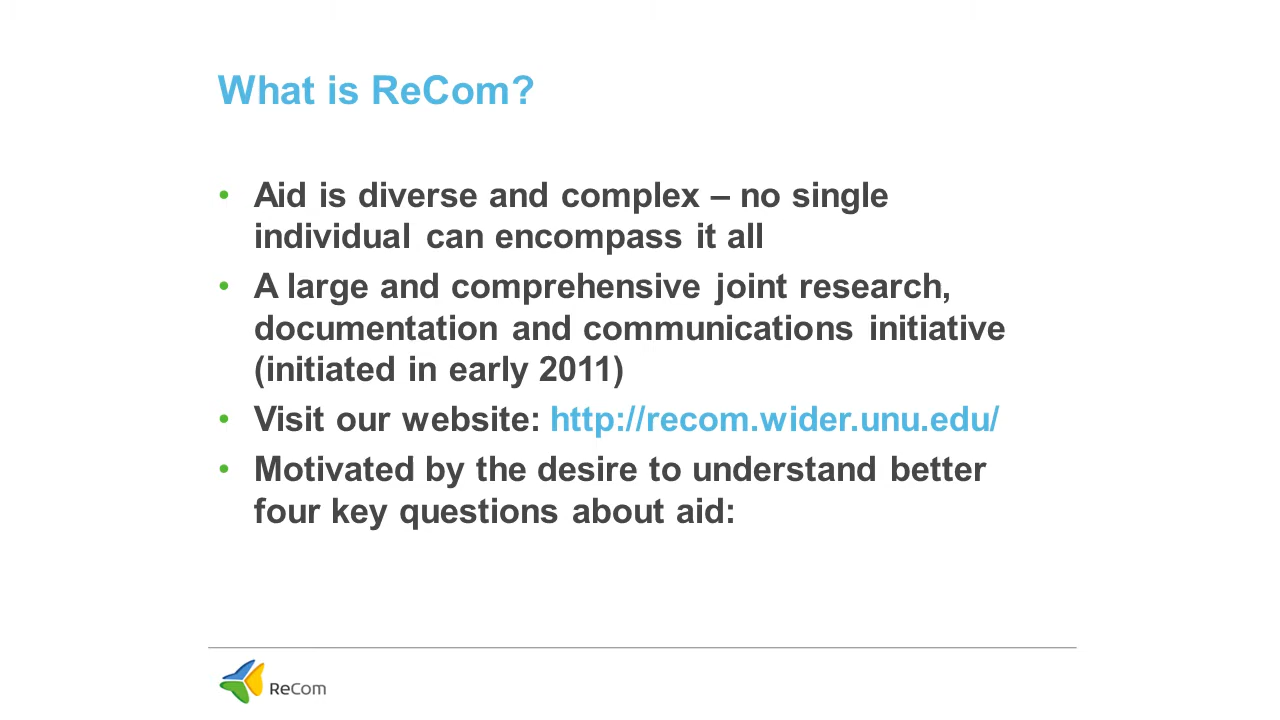 What is ReCom?
• Aid is diverse and complex – no single
individual can encompass it all
• A large and comprehensive joint research,
documentation and communications initiative
(initiated in early 2011)
• Visit our website: http://recom.wider.unu.edu/
• Motivated by the desire to understand better
four key questions about aid:
ReCom